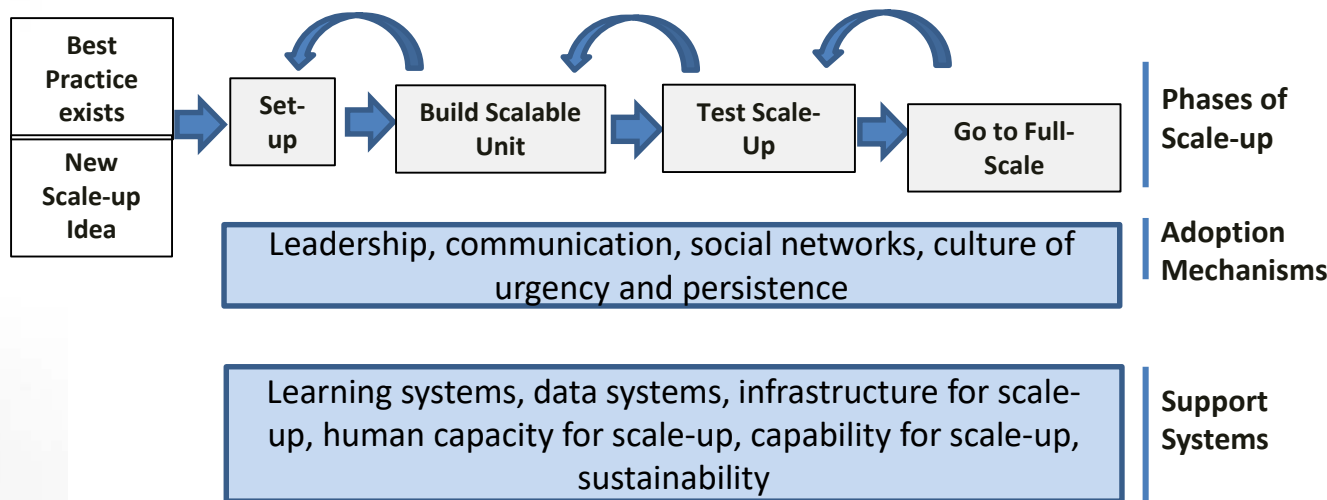 Best
Practice
exists
New
Scale-up
Idea
Set-
up
Build Scalable
Unit
Test Scale-
Up
Go to Full-
Scale
Phases of
Scale-up
Leadership, communication, social networks, culture of
urgency and persistence
Adoption
Mechanisms
Learning systems, data systems, infrastructure for scale-
up, human capacity for scale-up, capability for scale-up,
sustainability
Support
Systems